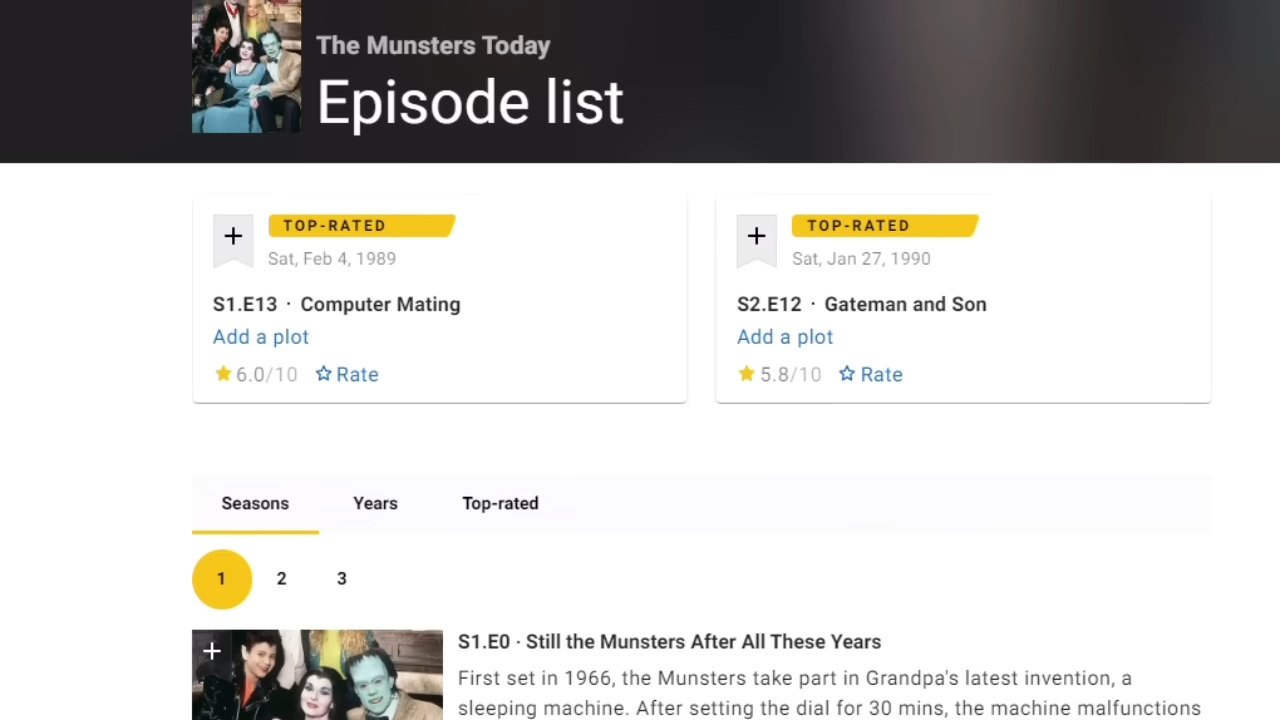 The Munsters Today
Episode list
TOP-RATED
Sat, Feb 4, 1989
S1.E13 · Computer Mating
Add a plot
6.0/10 Rate
TOP-RATED
Sat, Jan 27, 1990
S2.E12 · Gateman and Son
Add a plot
5.8/10 Rate
Seasons Years Top-rated
1 2 3
S1.E0 · Still the Munsters After All These Years
First set in 1966, the Munsters take part in Grandpa's latest invention, a
sleeping machine. After setting the dial for 30 mins, the machine malfunctions